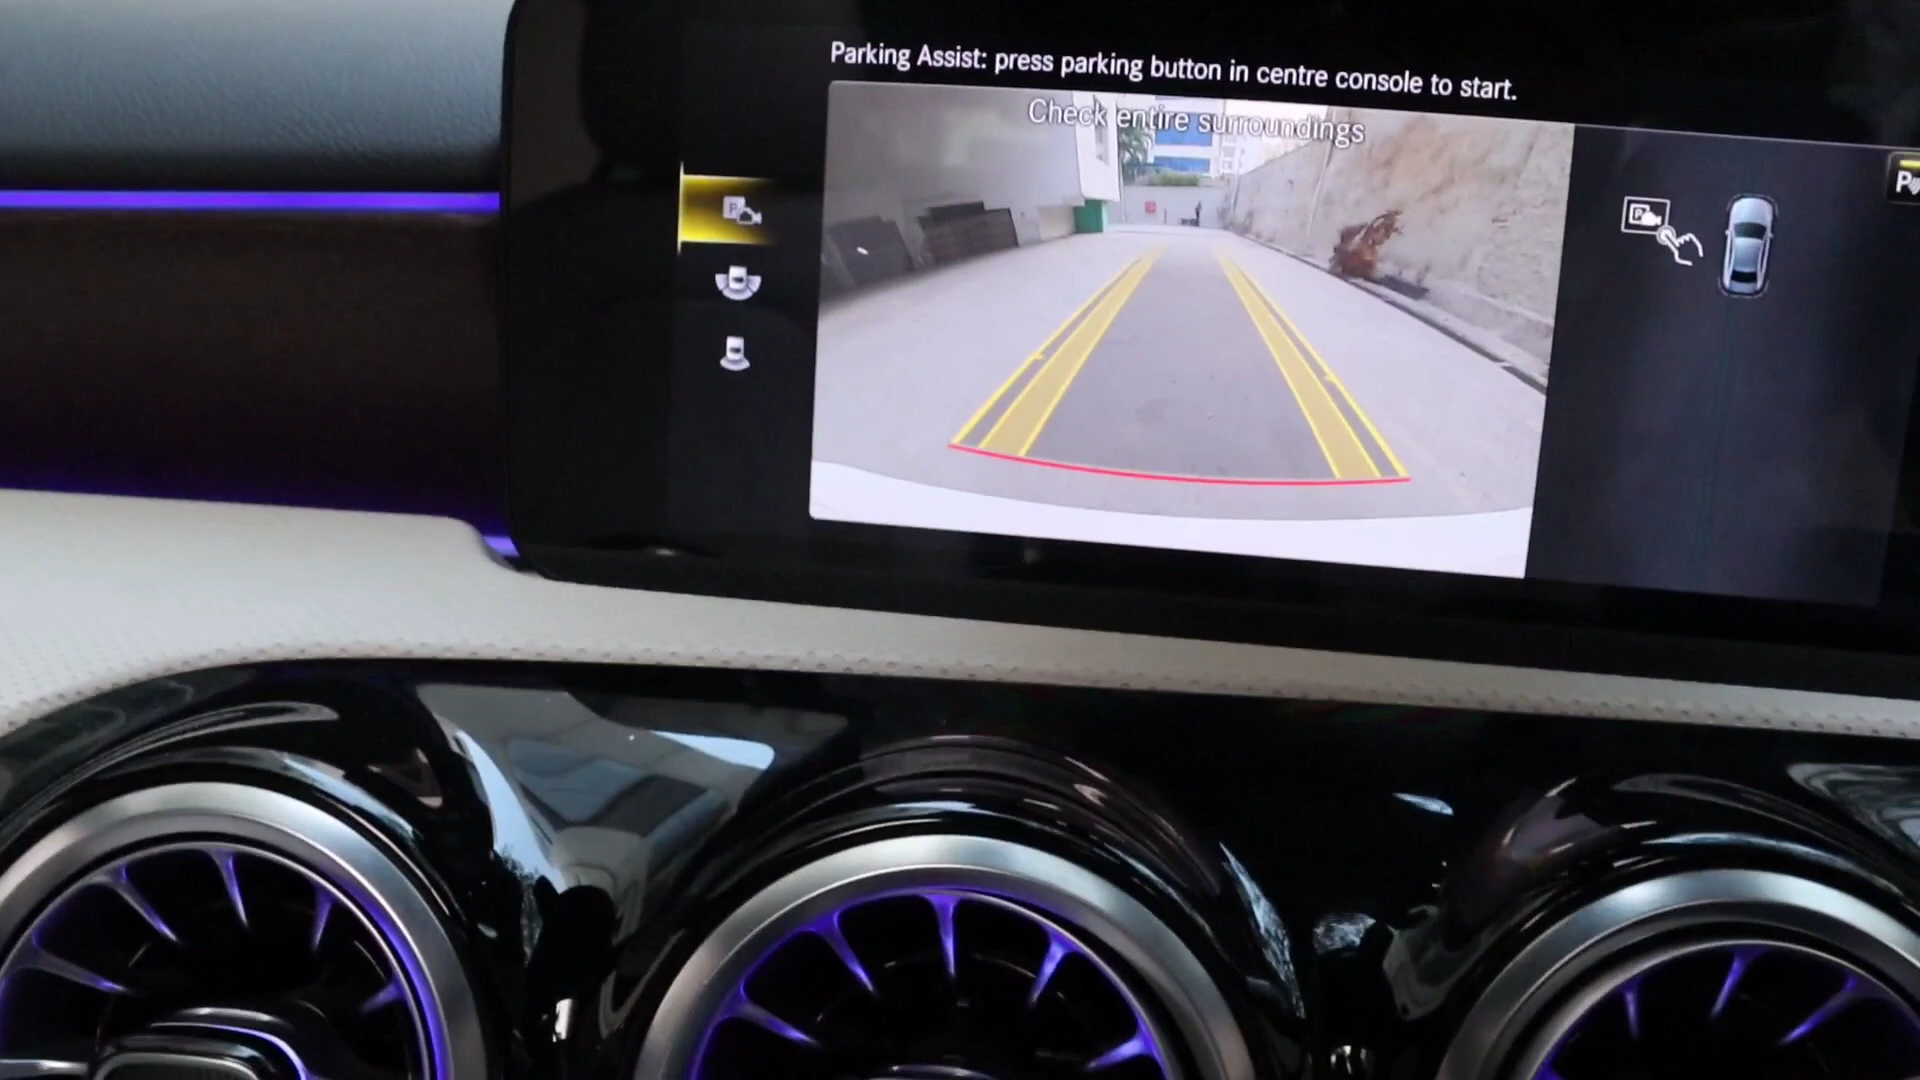 Parking Assist: press parking button in centre console to start.
Check entire surroundings
P
P
P